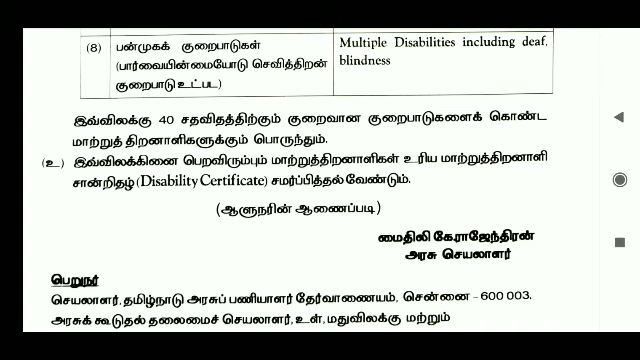 (8) பன்முகக் குறைபாடுகள் Multiple Disabilities including deaf,
(பார்வையின்மையோடு செவித்திறன் blindness
குறைபாடு உட்பட)
இவ்விலக்கு 40 சதவிதத்திற்கும் குறைவான குறைபாடுகளைக் கொண்ட
மாற்றுத் திறனாளிகளுக்கும் பொருந்தும்.
(உ) இவ்விலக்கினை பெறவிரும்பும் மாற்றுத்திறனாளிகள் உரிய மாற்றுத்திறனாளி
சான்றிதழ் (Disability Certificate) சமர்ப்பித்தல் வேண்டும்.
(ஆளுநரின் ஆணைப்படி)
மைதிலி கே.ராஜேந்திரன்
அரசு செயலாளர்
பெறுநர்
செயலாளர், தமிழ்நாடு அரசுப் பணியாளர் தேர்வாணையம், சென்னை – 600 003.
அரசுக் கூடுதல் தலைமைச் செயலாளர், உள், மதுவிலக்கு மற்றும்